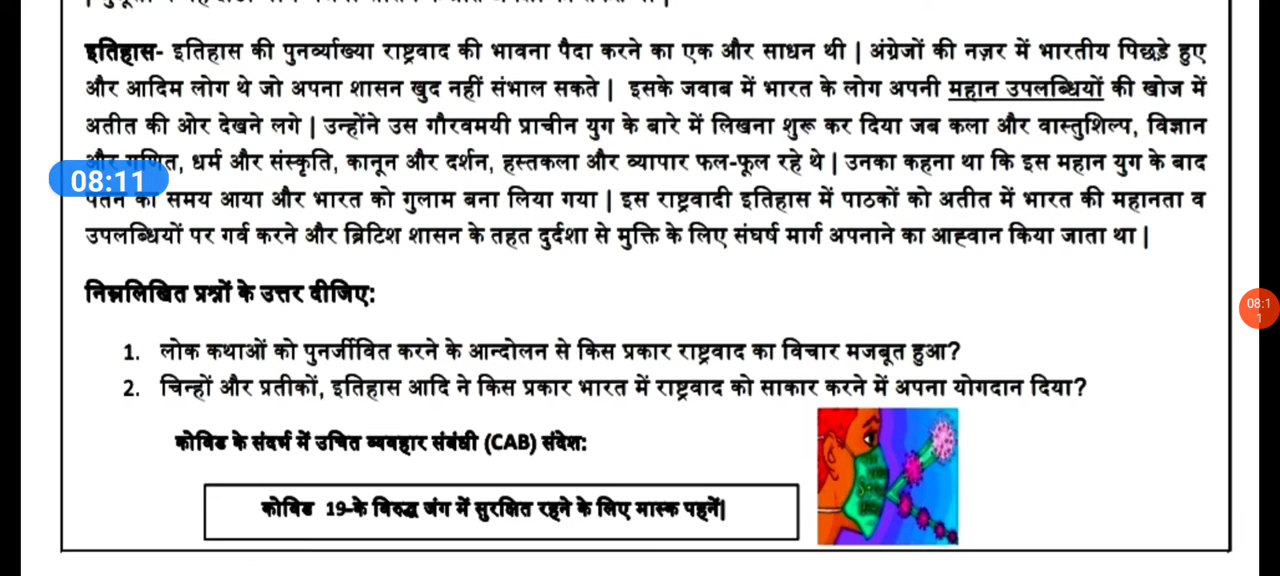 इतिहास- इतिहास की पुनर्व्याख्या राष्ट्रवाद की भावना पैदा करने का एक और साधन थी | अंग्रेजों की नज़र में भारतीय पिछड़े हुए
और आदिम लोग थे जो अपना शासन खुद नहीं संभाल सकते | इसके जवाब में भारत के लोग अपनी महान उपलब्धियों की खोज में
अतीत की ओर देखने लगे | उन्होंने उस गौरवमयी प्राचीन युग के बारे में लिखना शुरू कर दिया जब कला और वास्तुशिल्प, विज्ञान
और गणित, धर्म और संस्कृति, कानून और दर्शन, हस्तकला और व्यापार फल-फूल रहे थे | उनका कहना था कि इस महान युग के बाद
08:11
पतन का समय आया और भारत को गुलाम बना लिया गया | इस राष्ट्रवादी इतिहास में पाठकों को अतीत में भारत की महानता व
उपलब्धियों पर गर्व करने और ब्रिटिश शासन के तहत दुर्दशा से मुक्ति के लिए संघर्ष मार्ग अपनाने का आह्वान किया जाता था |
निम्नलिखित प्रश्नों के उत्तर दीजिए:
08:1
1
1. लोक कथाओं को पुनर्जीवित करने के आन्दोलन से किस प्रकार राष्ट्रवाद का विचार मजबूत हुआ?
2. चिन्हों और प्रतीकों, इतिहास आदि ने किस प्रकार भारत में राष्ट्रवाद को साकार करने में अपना योगदान दिया?
कोविड के संदर्भ में उचित व्यवहार संबंधी (CAB) संदेश:
कोविड 19-के विरुद्ध जंग में सुरक्षित रहने के लिए मास्क पहनें|